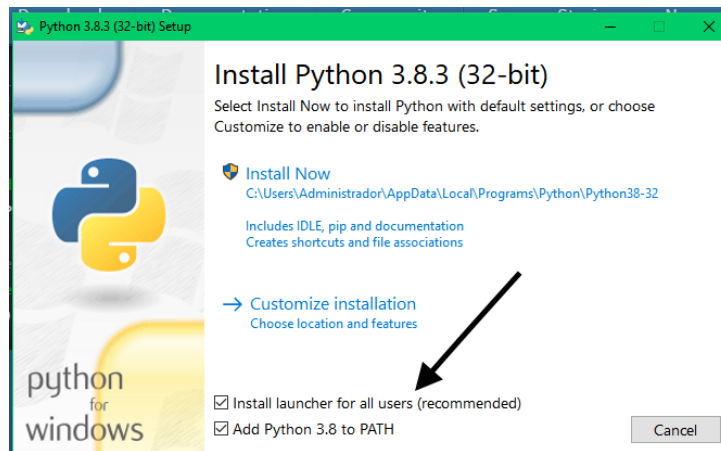 Python 3.8.3 (32-bit) Setup
Install Python 3.8.3 (32-bit)
Select Install Now to install Python with default settings, or choose
Customize to enable or disable features.
Install Now
C:\Users\Administrador\AppData\Local\Programs\Python\Python38-32
Includes IDLE, pip and documentation
Creates shortcuts and file associations
→ Customize installation
Choose location and features
python
for
windows
Install launcher for all users (recommended)
Add Python 3.8 to PATH
Cancel